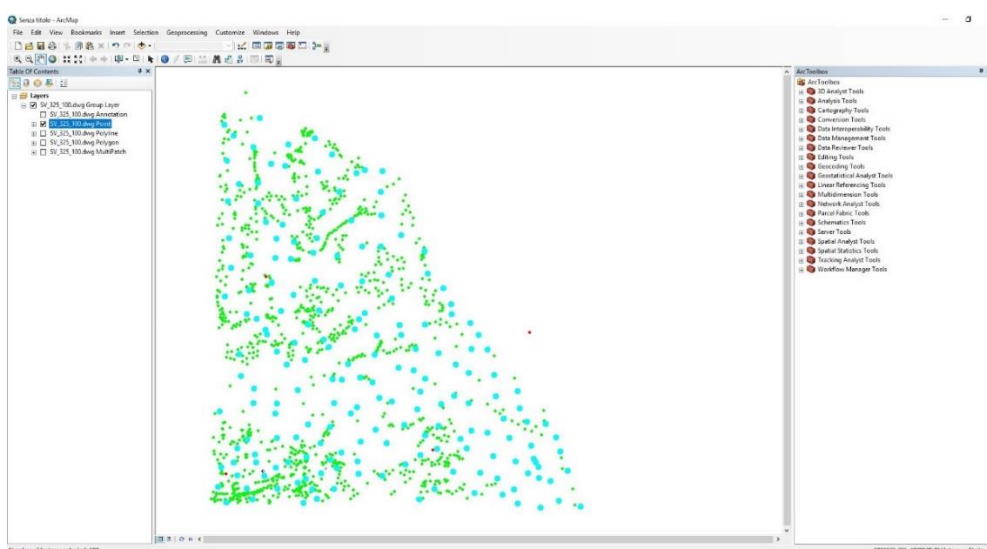 Senza titolo - ArcMap
File Edit View Bookmarks Insert Selection Geoprocessing Customize Windows Help
Table Of Contents
Layers
SV_325_100.dwg Group Layer
SV_325_100.dwg Annotation
SV_325_100.dwg Point
SV_325_100.dwg Polyline
SV_325_100.dwg Polygon
SV_325_100.dwg MultiPatch
ArcToolbox
ArcToolbox
3D Analyst Tools
Analysis Tools
Cartography Tools
Conversion Tools
Data Interoperability Tools
Data Management Tools
Data Reviewer Tools
Editing Tools
Geocoding Tools
Geostatistical Analyst Tools
Linear Referencing Tools
Multidimension Tools
Network Analyst Tools
Parcel Fabric Tools
Schematics Tools
Server Tools
Spatial Analyst Tools
Spatial Statistics Tools
Tracking Analyst Tools
Workflow Manager Tools